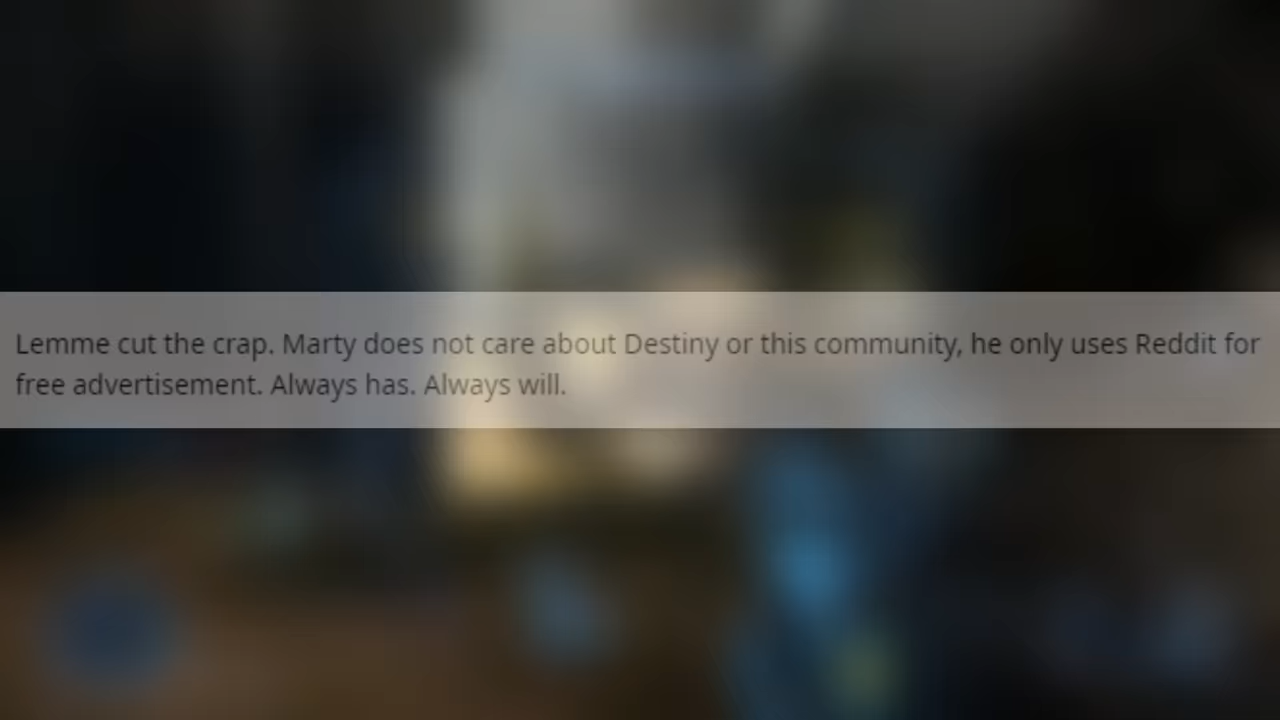 Lemme cut the crap. Marty does not care about Destiny or this community, he only uses Reddit for
free advertisement. Always has. Always will.